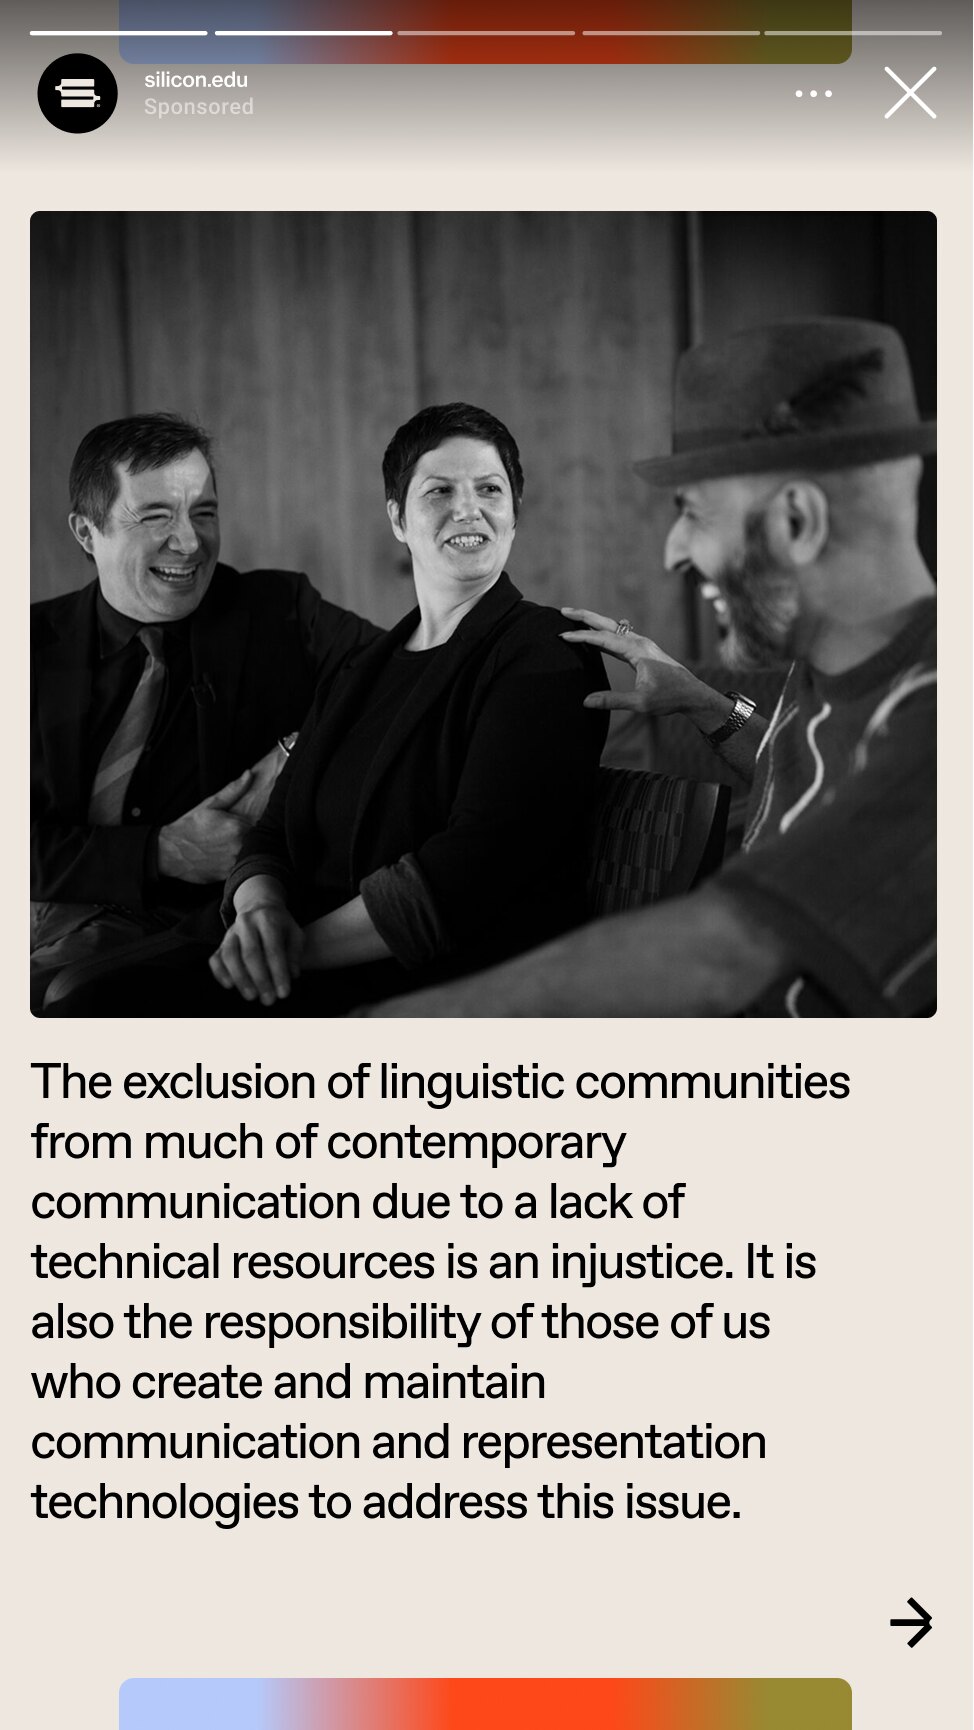 silicon.edu
Sponsored
The exclusion of linguistic communities
from much of contemporary
communication due to a lack of
technical resources is an injustice. It is
also the responsibility of those of us
who create and maintain
communication and representation
technologies to address this issue.